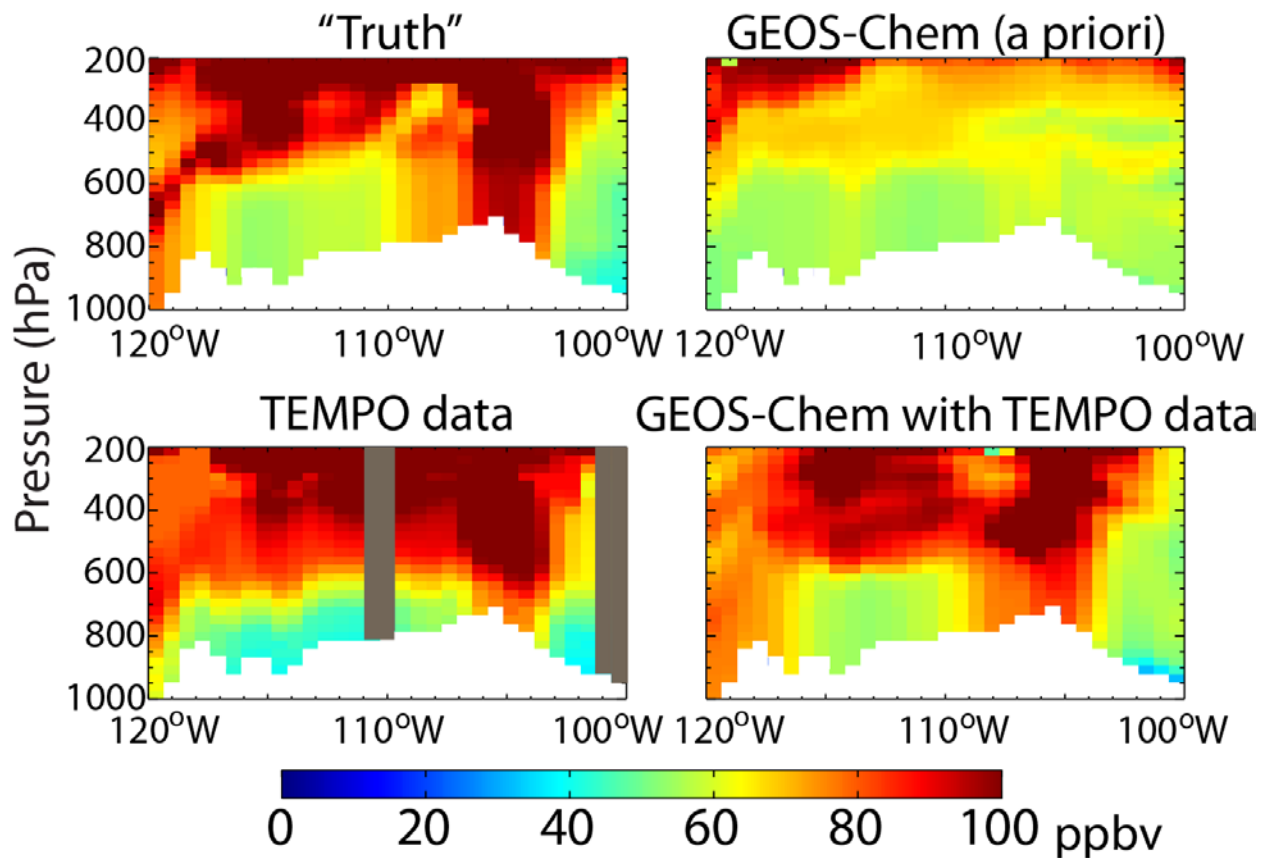 "Truth"
GEOS-Chem (a priori)
200
400
600
800
1000
120°W 110°W 100°W 120°W 110°W 100°W
Pressure (hPa)
TEMPO data
GEOS-Chem with TEMPO data
200
400
600
800
1000
120°W 110°W 100°W 120°W 110°W 100°W
0 20 40 60 80 100 ppbv